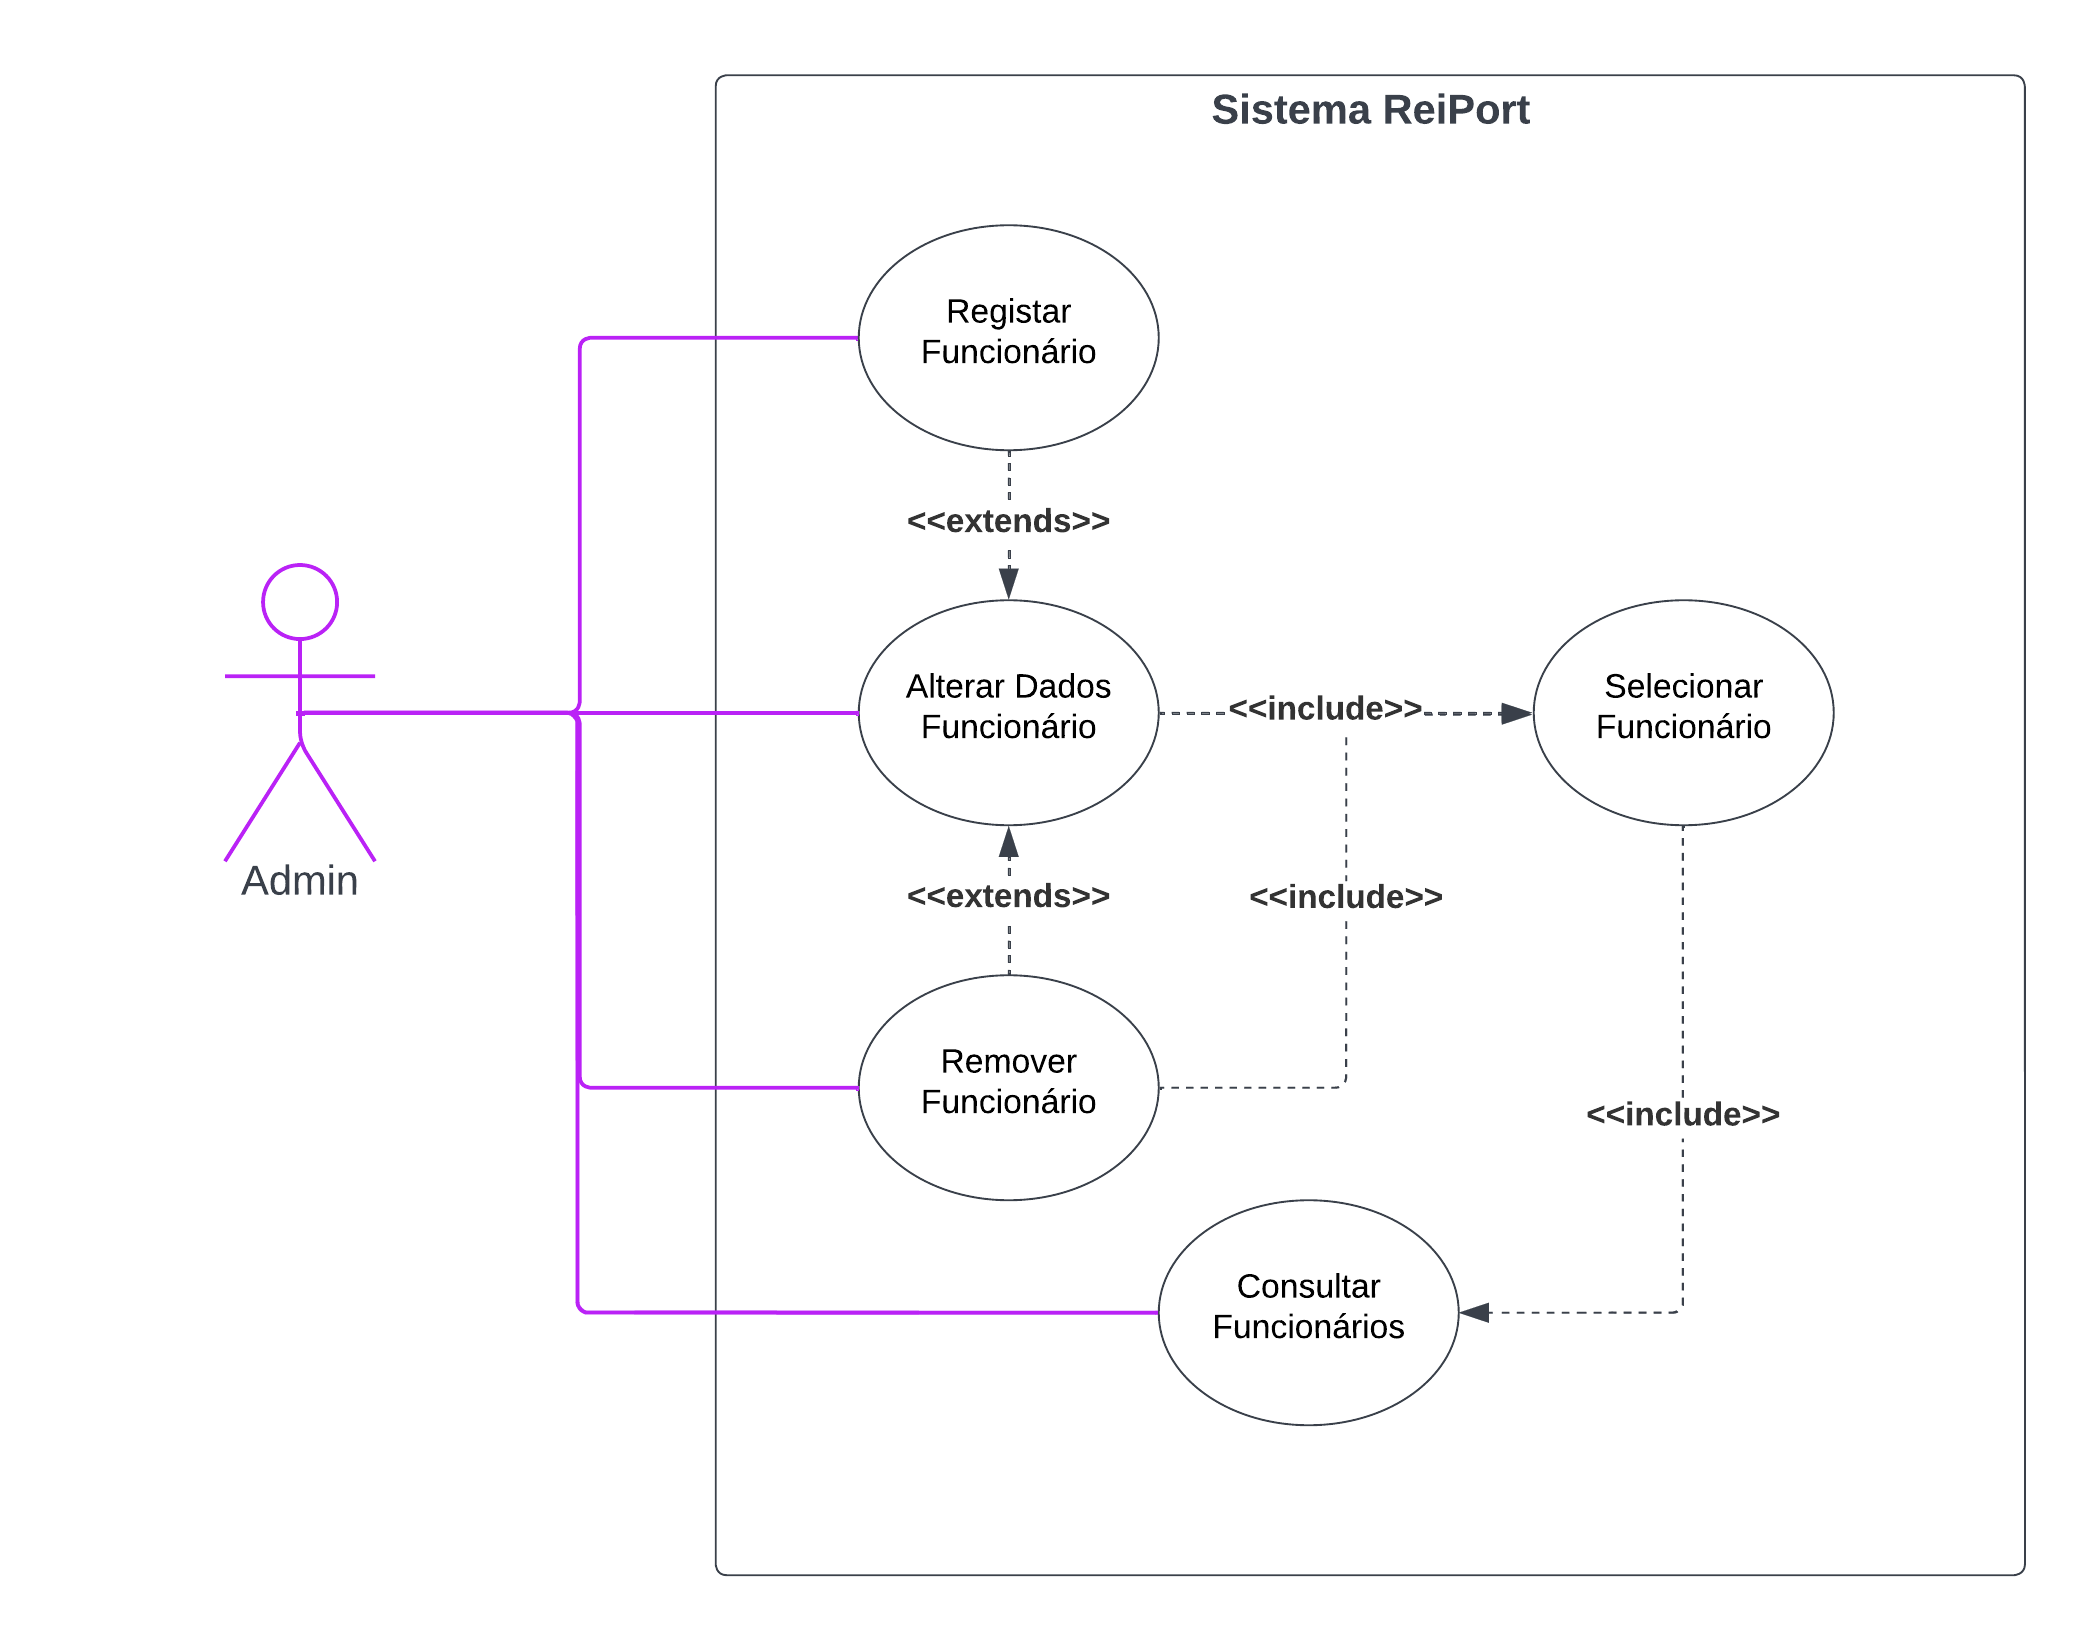 Sistema ReiPort
Registar
Funcionário
<<extends>>
Alterar Dados
Funcionário
<<include>>
Selecionar
Funcionário
Admin
<<extends>>
<<include>>
Remover
Funcionário
<<include>>
Consultar
Funcionários